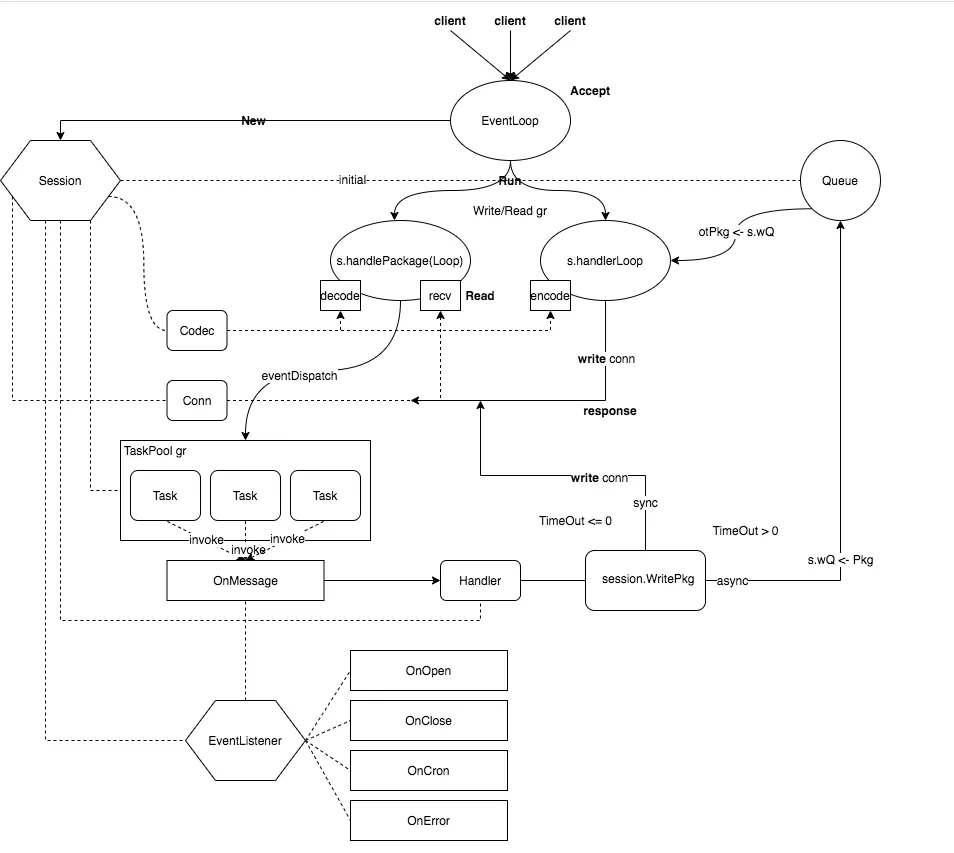 client
client
client
Accept
EventLoop
New
Session
initial
Run
Queue
Write/Read gr
otPkg <- s.wQ
s.handlePackage(Loop)
s.handlerLoop
decode
recv
Read
encode
Codec
write conn
eventDispatch
Conn
response
TaskPool gr
Task
Task
Task
write conn
sync
TimeOut <= 0
TimeOut > 0
invoke
invoke
invoke
s.wQ <- Pkg
OnMessage
Handler
session.WritePkg
async
OnOpen
OnClose
EventListener
OnCron
OnError